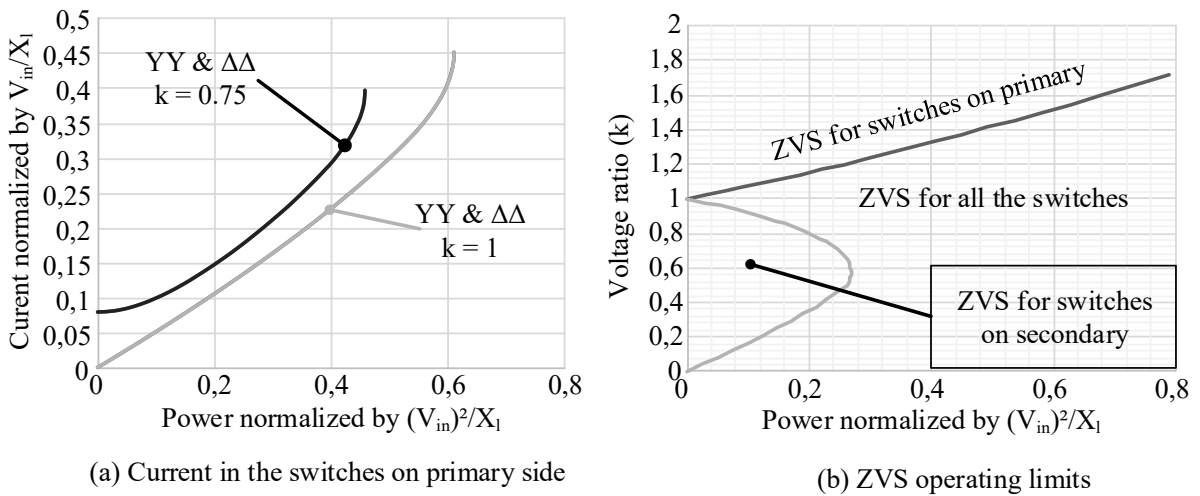 0,5
0,45
0,4
0,35
0,3
0,25
0,2
0,15
0,1
0,05
0
Curent normalized by Vin/Xl
YY & ΔΔ
k = 0.75
YY & ΔΔ
k = 1
0
0,2
0,4
0,6
0,8
Power normalized by (Vin)²/Xl
(a) Current in the switches on primary side
2
1,8
1,6
1,4
1,2
1
0,8
0,6
0,4
0,2
0
Voltage ratio (k)
ZVS for switches on primary
ZVS for all the switches
ZVS for switches
on secondary
0
0,2
0,4
0,6
0,8
Power normalized by (Vin)²/Xl
(b) ZVS operating limits